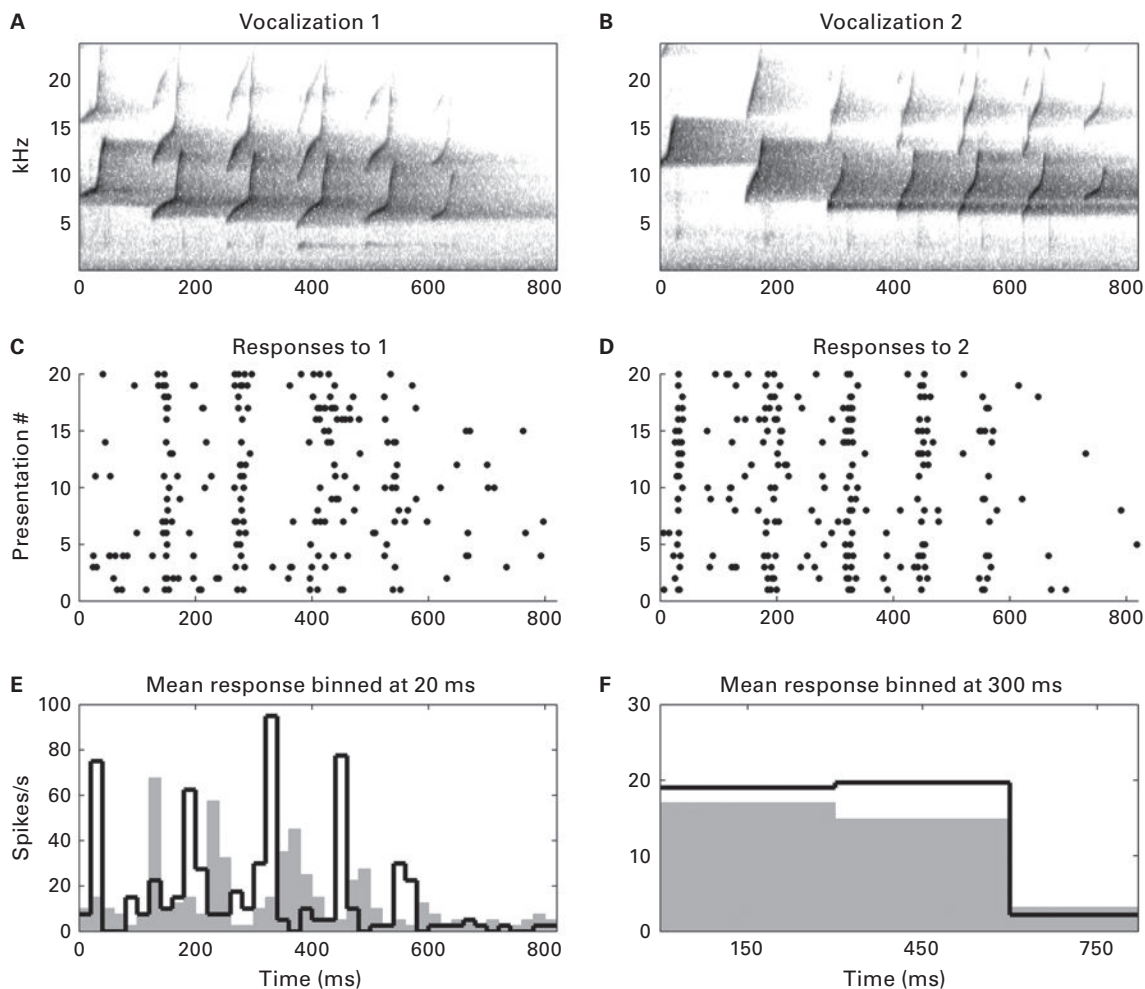 A Vocalization 1
B Vocalization 2
kHz
20
15
10
5
0 200 400 600 800
0 200 400 600 800
C Responses to 1
D Responses to 2
Presentation #
20
15
10
5
0
0 200 400 600 800
20
15
10
5
0
0 200 400 600 800
E Mean response binned at 20 ms
F Mean response binned at 300 ms
Spikes/s
100
80
60
40
20
0
0 200 400 600 800
Time (ms)
30
20
10
0
150 450 750
Time (ms)